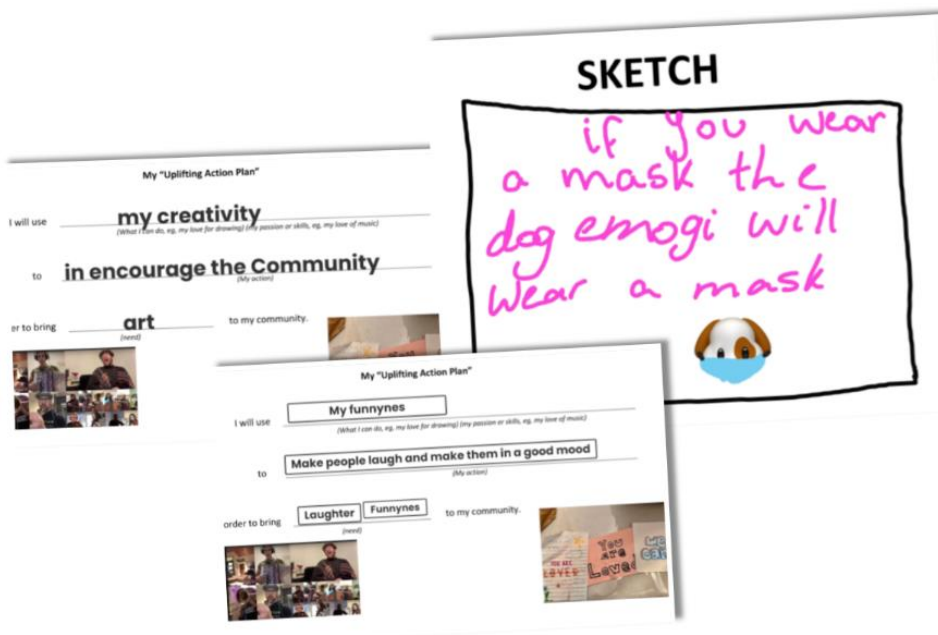 My "Uplifting Action Plan"
I will use my creativity
(What I can do, eg, my love for drawing) (my passion or skills, eg, my love of music)
to in encourage the Community
(My action)
er to bring art to my community.
(need)
SKETCH
if you wear
a mask the
dog emogi will
wear a mask
My "Uplifting Action Plan"
I will use My funnynes
(What I can do, eg, my love for drawing) (my passion or skills, eg, my love of music)
to Make people laugh and make them in a good mood
(My action)
order to bring Laughter Funnynes to my community.
(need)
YOU ARE
LOVED
You
ARE
Loved